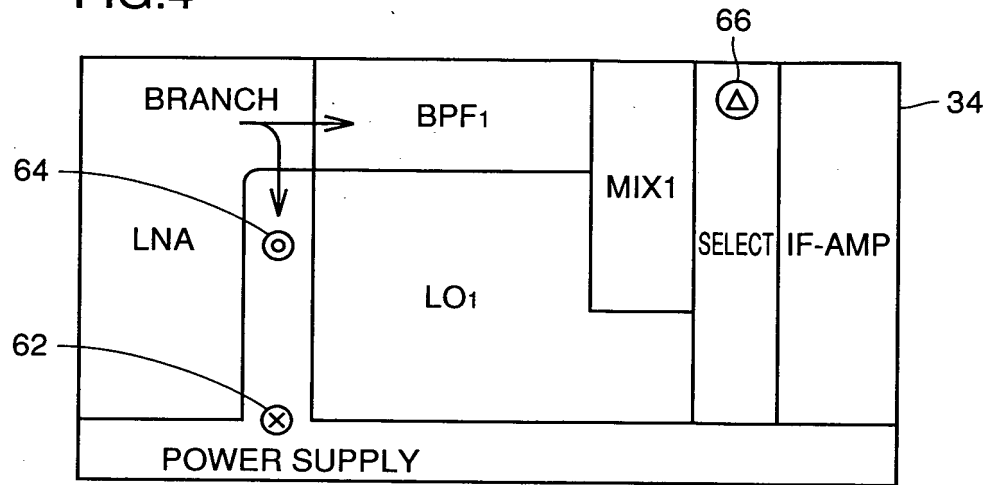 FIG.4
66
BRANCH
BPF1
34
64
MIX1
LNA
SELECT
IF-AMP
LO1
62
POWER SUPPLY